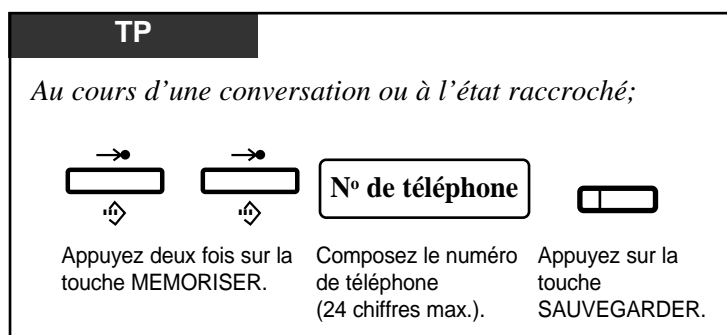 TP
Au cours d’une conversation ou à l’état raccroché;
Nº de téléphone
Appuyez deux fois sur la
touche MEMORISER.
Composez le numéro
de téléphone
(24 chiffres max.).
Appuyez sur la
touche
SAUVEGARDER.